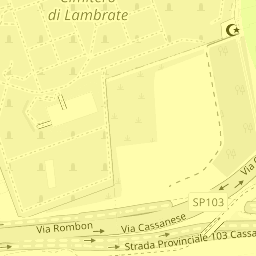 Cimitero
di Lambrate
SP103
Via Rombon
Via Cassanese
Strada Provinciale 103 Cassa